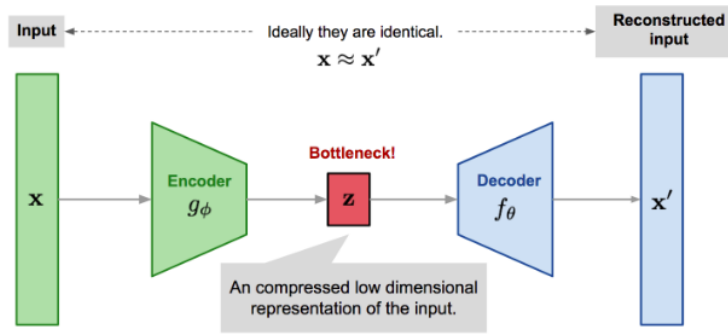 Input
Ideally they are identical.
x ≈ x′
Reconstructed
input
Bottleneck!
x
Encoder
gϕ
z
Decoder
fθ
x′
An compressed low dimensional
representation of the input.